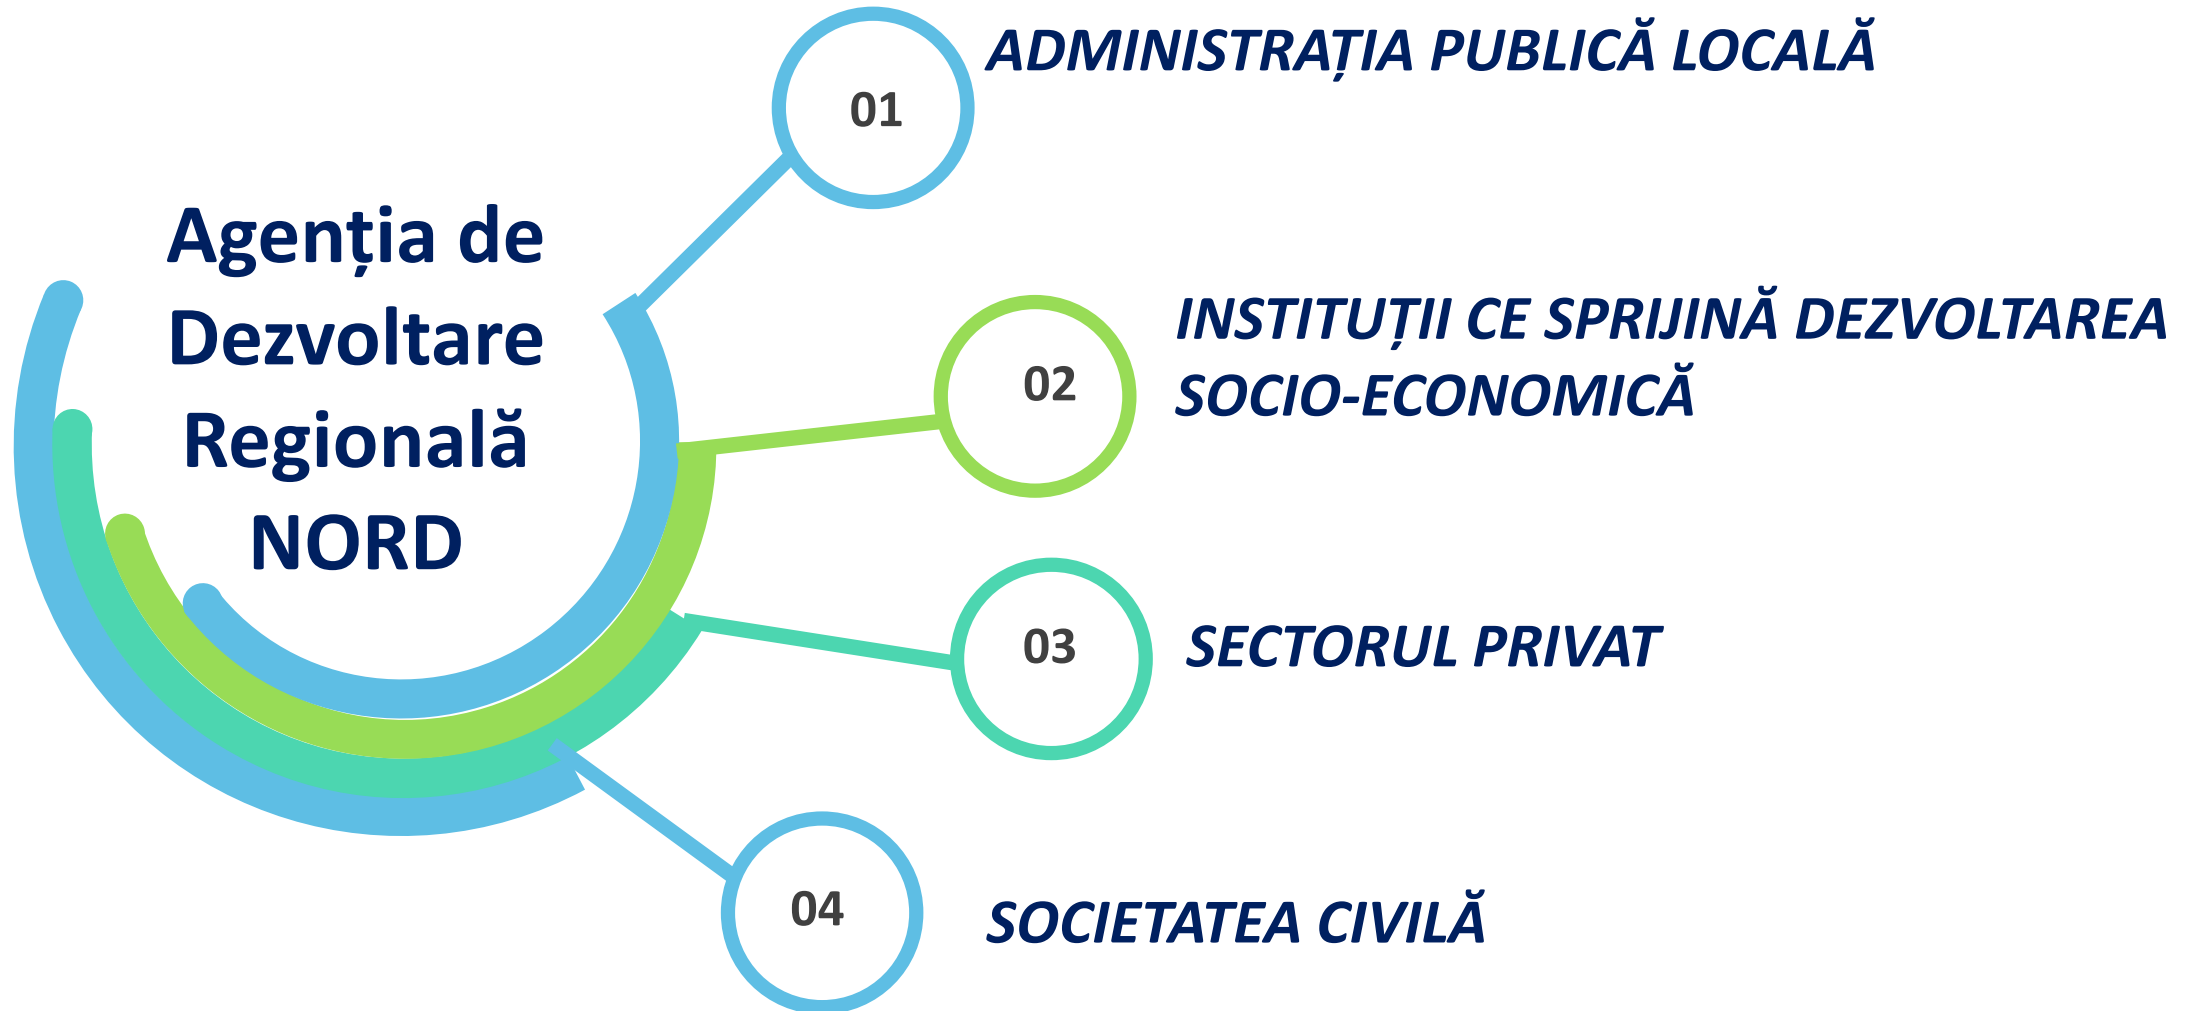 Agenția de
Dezvoltare
Regională
NORD
01
ADMINISTRAȚIA PUBLICĂ LOCALĂ
02
INSTITUȚII CE SPRIJINĂ DEZVOLTAREA
SOCIO-ECONOMICĂ
03
SECTORUL PRIVAT
04
SOCIETATEA CIVILĂ